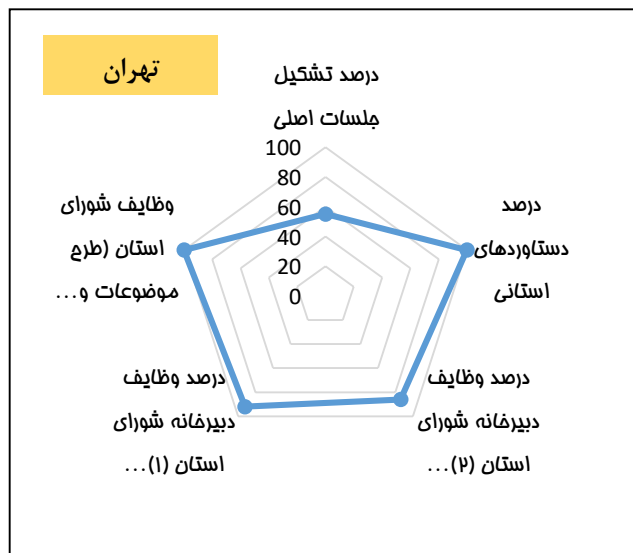 تهران
درصد تشکیل
جلسات اصلی
100
80
60
40
20
0
درصد
دستاوردهای
استانی
درصد وظایف
دبیرخانه شورای
استان (۲)...
درصد وظایف
دبیرخانه شورای
استان (۱)...
وظایف شورای
استان (طرح
موضوعات و...